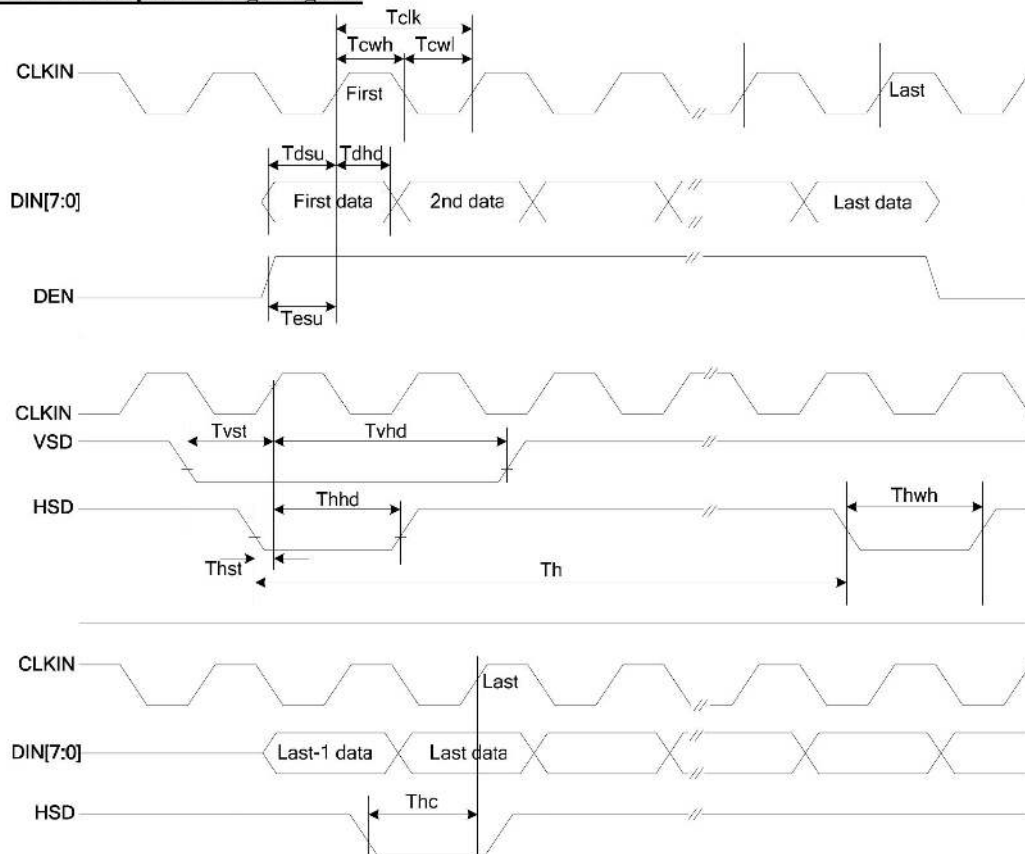 Tclk
Tcwh Tcwl
CLKIN
First
Last
Tdsu Tdhd
DIN[7:0]
First data
2nd data
Last data
DEN
Tesu
CLKIN
VSD
Tvst
Tvhd
HSD
Thhd
Thwh
Thst
Th
CLKIN
Last
DIN[7:0]
Last-1 data
Last data
HSD
Thc